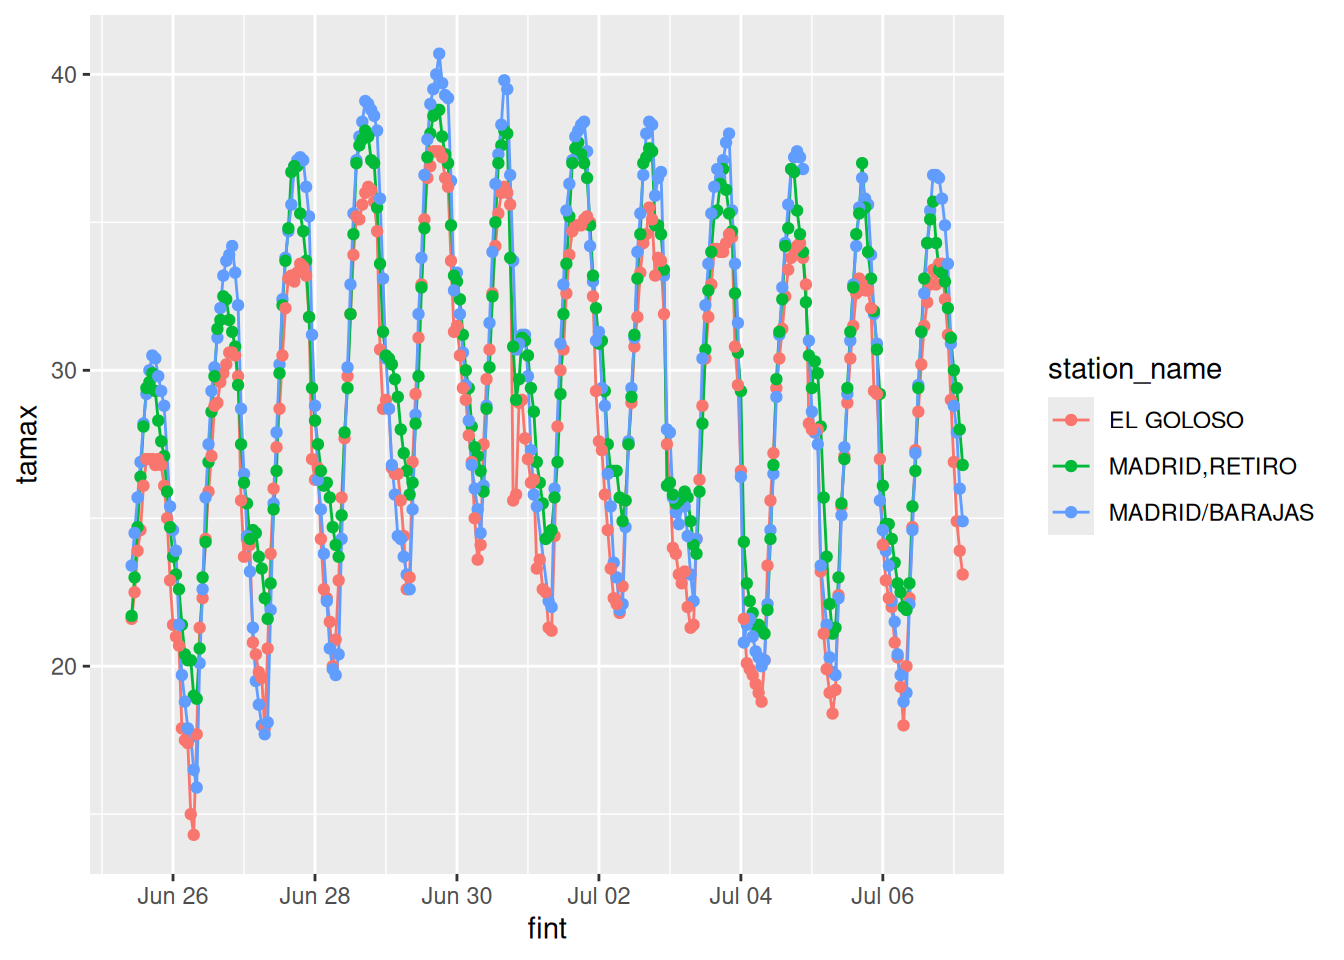 40
30
20
tamax
Jun 26
Jun 28
Jun 30
Jul 02
Jul 04
Jul 06
fint
station_name
EL GOLOSO
MADRID,RETIRO
MADRID/BARAJAS